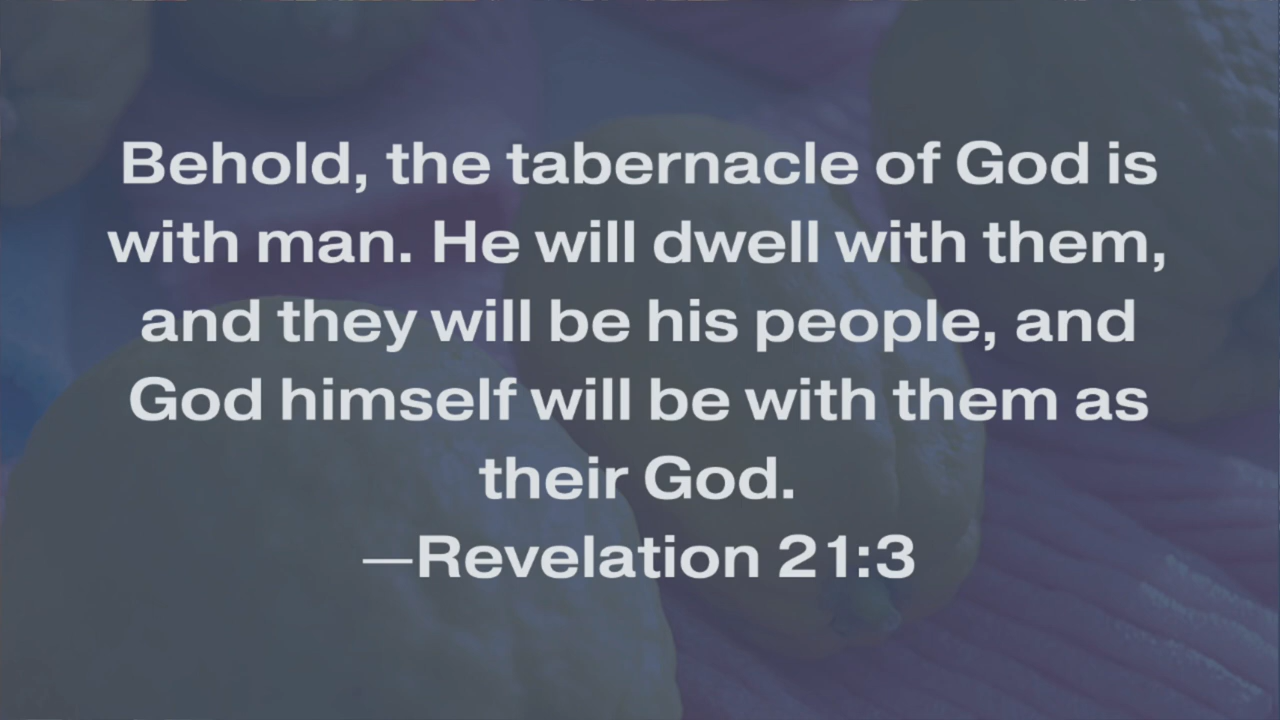 Behold, the tabernacle of God is
with man. He will dwell with them,
and they will be his people, and
God himself will be with them as
their God.
—Revelation 21:3